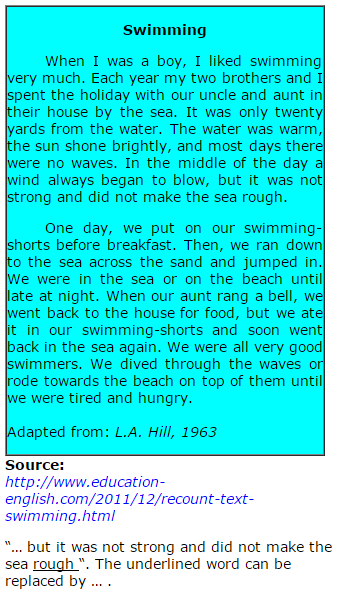 Swimming
When I was a boy, I liked swimming
very much. Each year my two brothers and I
spent the holiday with our uncle and aunt in
their house by the sea. It was only twenty
yards from the water. The water was warm,
the sun shone brightly, and most days there
were no waves. In the middle of the day a
wind always began to blow, but it was not
strong and did not make the sea rough.
One day, we put on our swimming-
shorts before breakfast. Then, we ran down
to the sea across the sand and jumped in.
We were in the sea or on the beach until
late at night. When our aunt rang a bell, we
went back to the house for food, but we ate
it in our swimming-shorts and soon went
back in the sea again. We were all very good
swimmers. We dived through the waves or
rode towards the beach on top of them until
we were tired and hungry.
Adapted from: L.A. Hill, 1963
Source:
http://www.education-
english.com/2011/12/recount-text-
swimming.html
“... but it was not strong and did not make the
sea rough “. The underlined word can be
replaced by ... .